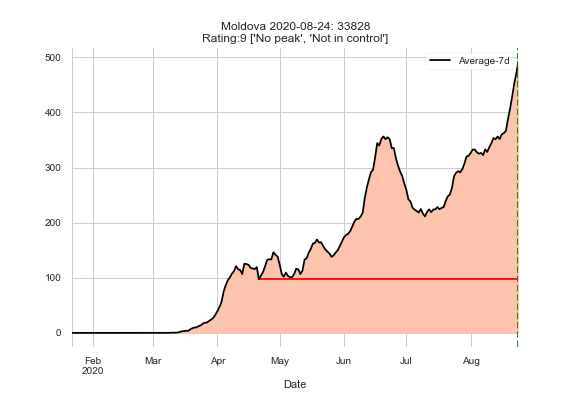 Moldova 2020-08-24: 33828
Rating:9 ['No peak', 'Not in control']
Average-7d
500
400
300
200
100
0
Feb
2020
Mar
Apr
May
Jun
Jul
Aug
Date